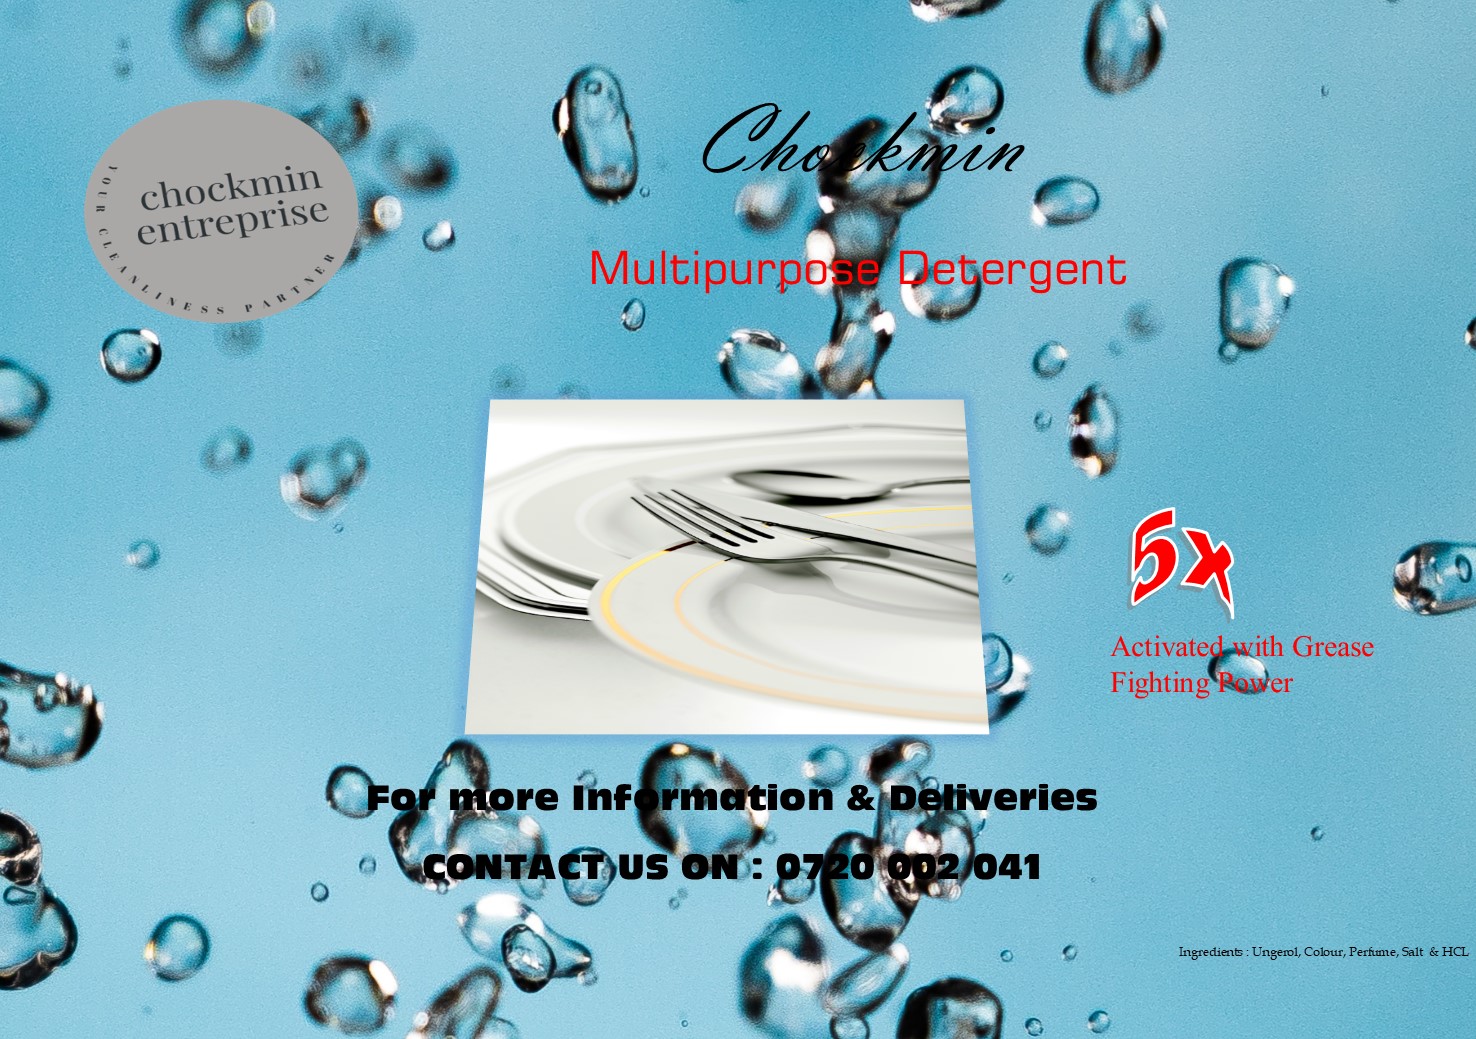 chockmin
entreprise
YOUR CLEANLINESS PARTNER
Chockmin
Multipurpose Detergent
5x
Activated with Grease
Fighting Power
For more Information & Deliveries
CONTACT US ON : 0720 002 041
Ingredients : Ungerol, Colour, Perfume, Salt & HCL